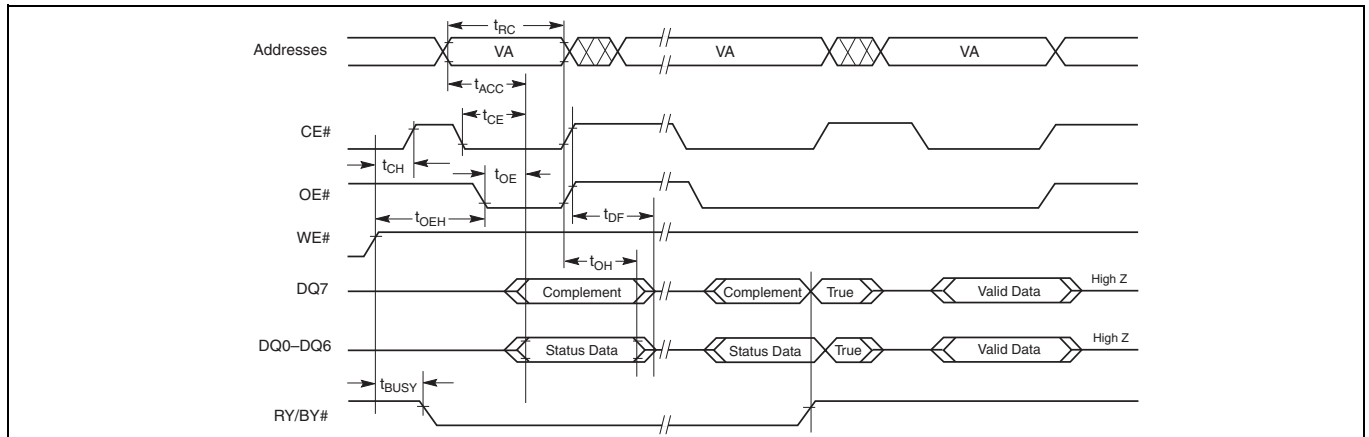 tRC
Addresses VA VA VA
tACC
tCE
CE#
tCH
tOE
OE#
tDF
tOEH
WE#
tOH
DQ7 Complement Complement True Valid Data High Z
DQ0–DQ6 Status Data Status Data True Valid Data High Z
tBUSY
RY/BY#